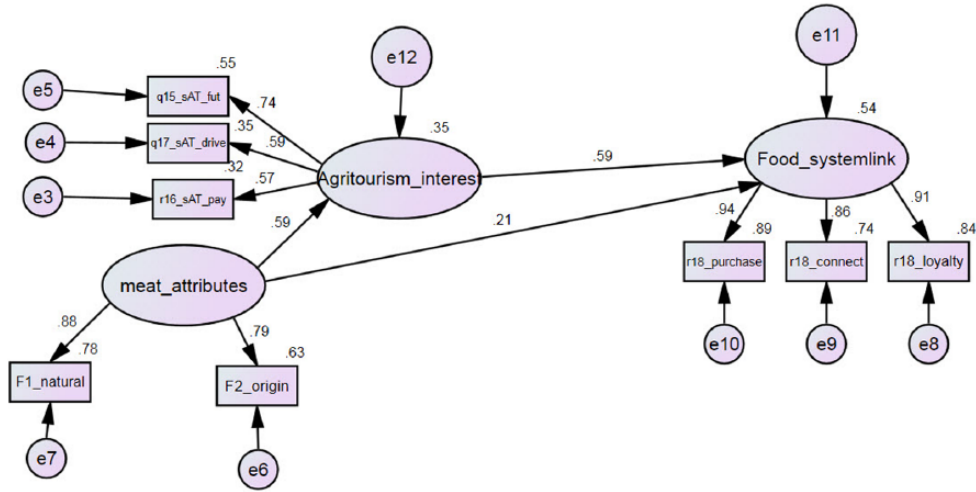 e12
e11
.55
e5
q15_sAT_fut
.74
.35
.35
.54
e4
q17_sAT_drive
.59
Agritourism_interest
.59
Food_systemlink
.32
.57
e3
r16_sAT_pay
.59
.21
.94
.86
.91
.89
.74
.84
r18_purchase
r18_connect
r18_loyalty
meat_attributes
.88
.79
.78
.63
F1_natural
F2_origin
e10
e9
e8
e7
e6